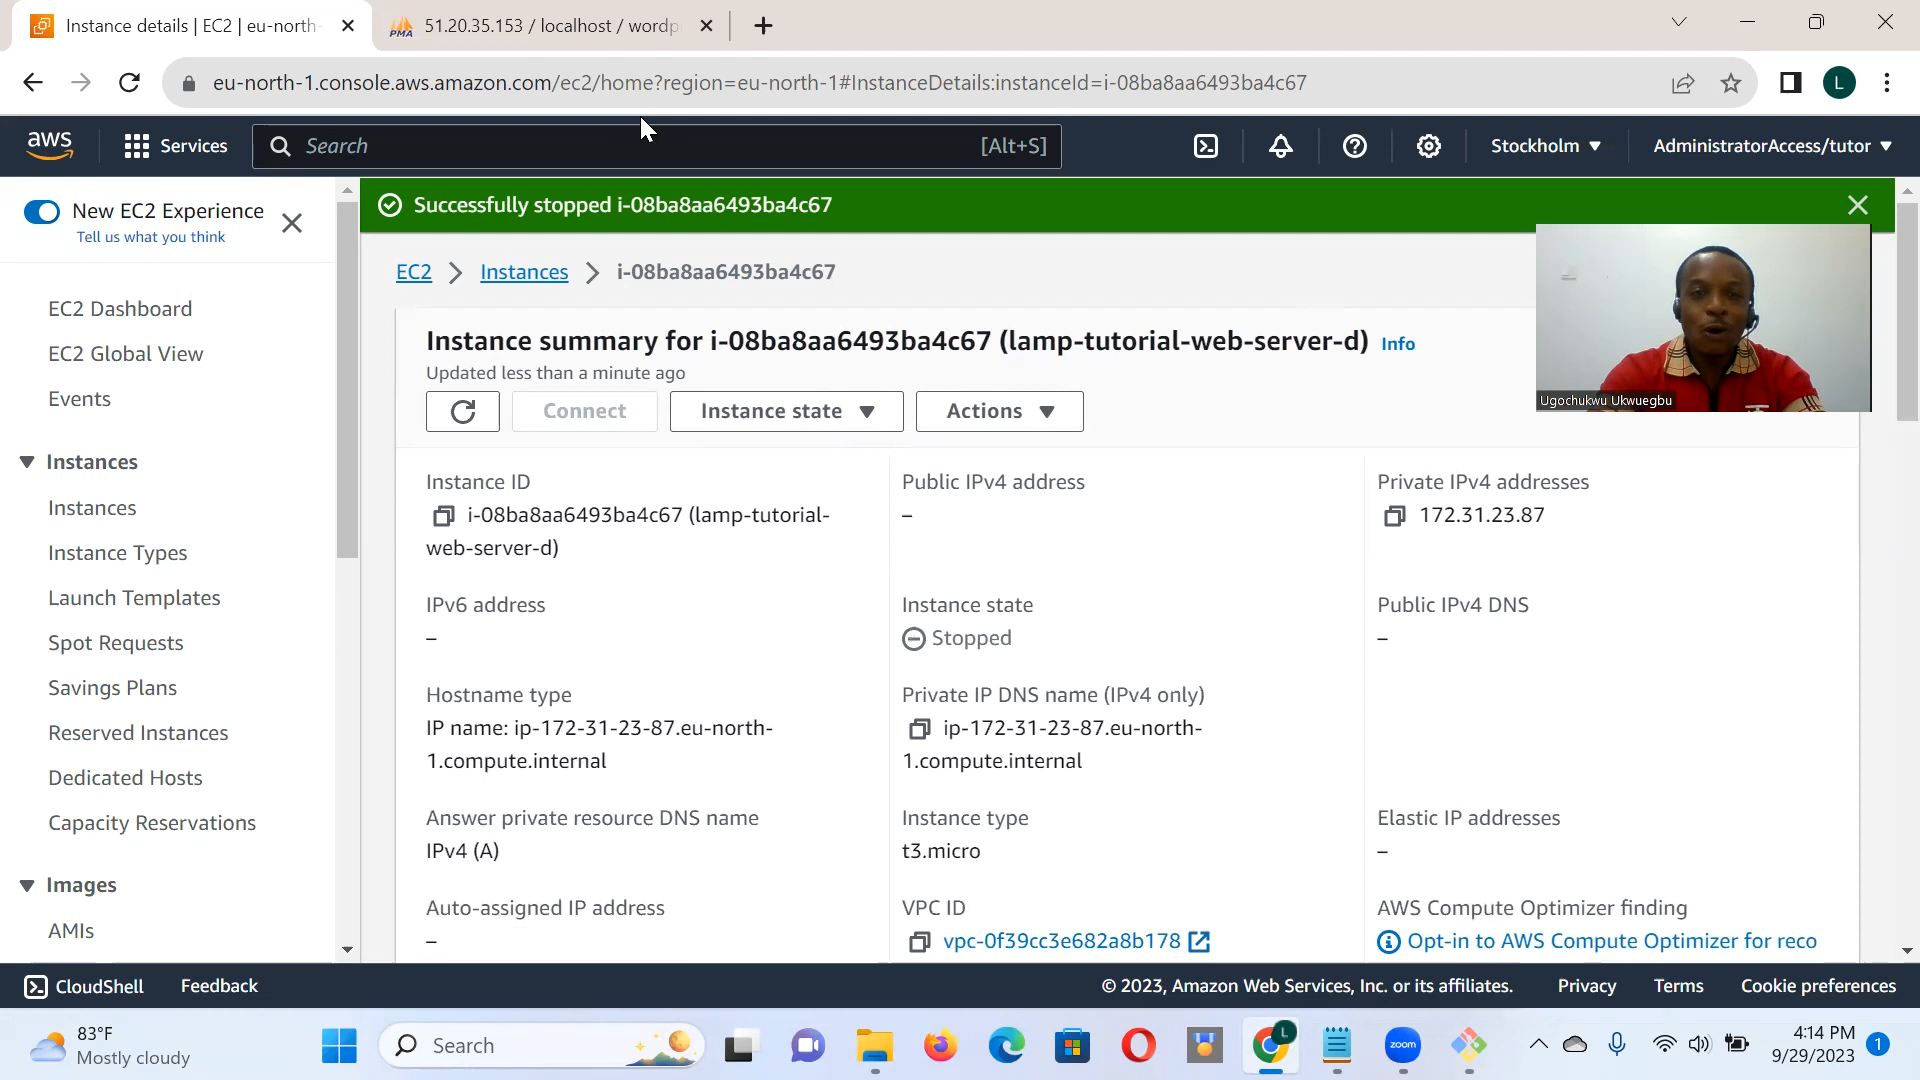 Instance details | EC2 | eu-north-
PMA
51.20.35.153 / localhost / wordp
eu-north-1.console.aws.amazon.com/ec2/home?region=eu-north-1#InstanceDetails:instanceId=i-08ba8aa6493ba4c67
L
aws
Services
Search
[Alt+S]
Stockholm
AdministratorAccess/tutor
New EC2 Experience
Tell us what you think
EC2 Dashboard
EC2 Global View
Events
Instances
Instances
Instance Types
Launch Templates
Spot Requests
Savings Plans
Reserved Instances
Dedicated Hosts
Capacity Reservations
Images
AMIs
Successfully stopped i-08ba8aa6493ba4c67
EC2 > Instances > i-08ba8aa6493ba4c67
Ugochukwu Ukwuegbu
Instance summary for i-08ba8aa6493ba4c67 (lamp-tutorial-web-server-d) Info
Updated less than a minute ago
Connect
Instance state
Actions
Instance ID
i-08ba8aa6493ba4c67 (lamp-tutorial-
web-server-d)
Public IPv4 address
–
Private IPv4 addresses
172.31.23.87
IPv6 address
–
Instance state
Stopped
Public IPv4 DNS
–
Hostname type
IP name: ip-172-31-23-87.eu-north-
1.compute.internal
Private IP DNS name (IPv4 only)
ip-172-31-23-87.eu-north-
1.compute.internal
Answer private resource DNS name
IPv4 (A)
Instance type
t3.micro
Elastic IP addresses
–
Auto-assigned IP address
–
VPC ID
vpc-0f39cc3e682a8b178
AWS Compute Optimizer finding
Opt-in to AWS Compute Optimizer for reco
CloudShell
Feedback
© 2023, Amazon Web Services, Inc. or its affiliates.
Privacy
Terms
Cookie preferences
83°F
Mostly cloudy
Search
L
zoom
4:14 PM
9/29/2023
1